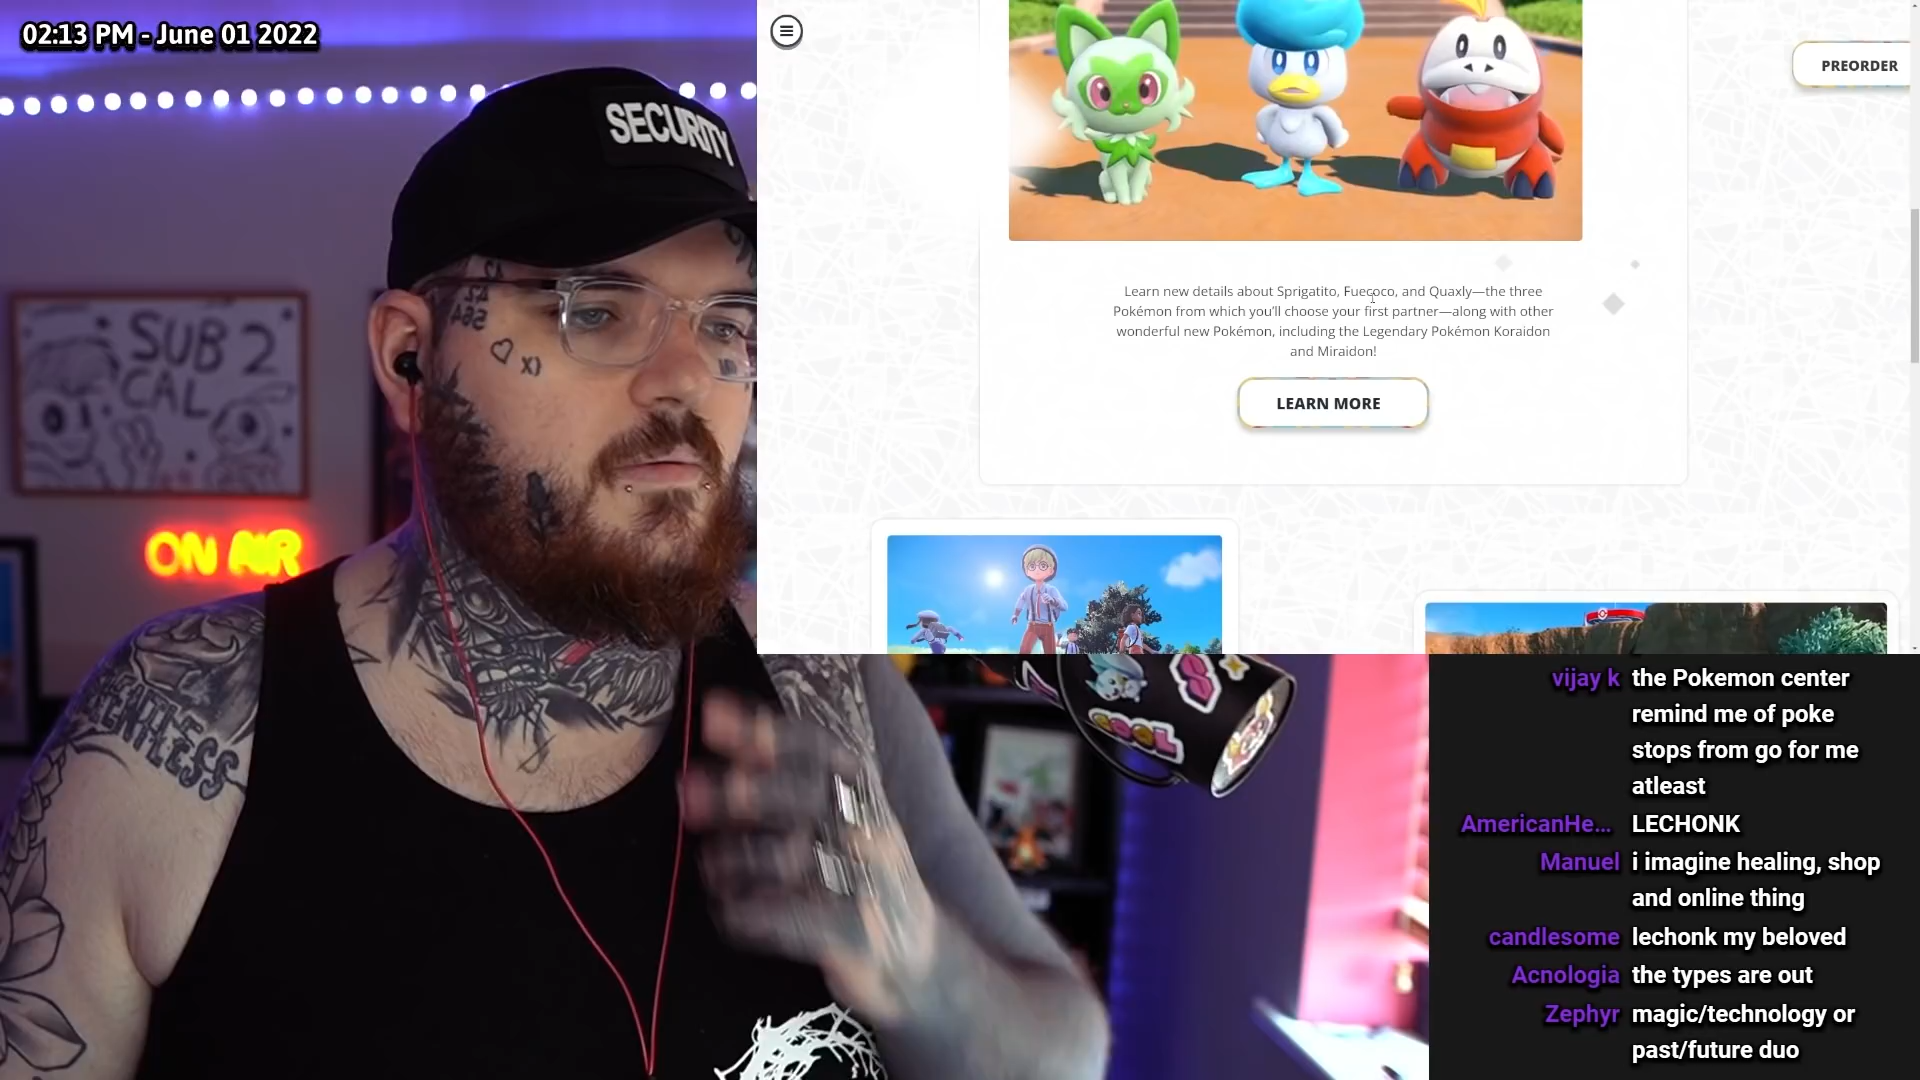 02:13 PM - June 01 2022
SECURITY
SUB 2
CAL
ON AIR
x)
COOL
PREORDER
Learn new details about Sprigatito, Fuecoco, and Quaxly—the three
Pokémon from which you'll choose your first partner—along with other
wonderful new Pokémon, including the Legendary Pokémon Koraidon
and Miraidon!
LEARN MORE
vijay k the Pokemon center
remind me of poke
stops from go for me
atleast
AmericanHe... LECHONK
Manuel i imagine healing, shop
and online thing
candlesome lechonk my beloved
Acnologia the types are out
Zephyr magic/technology or
past/future duo